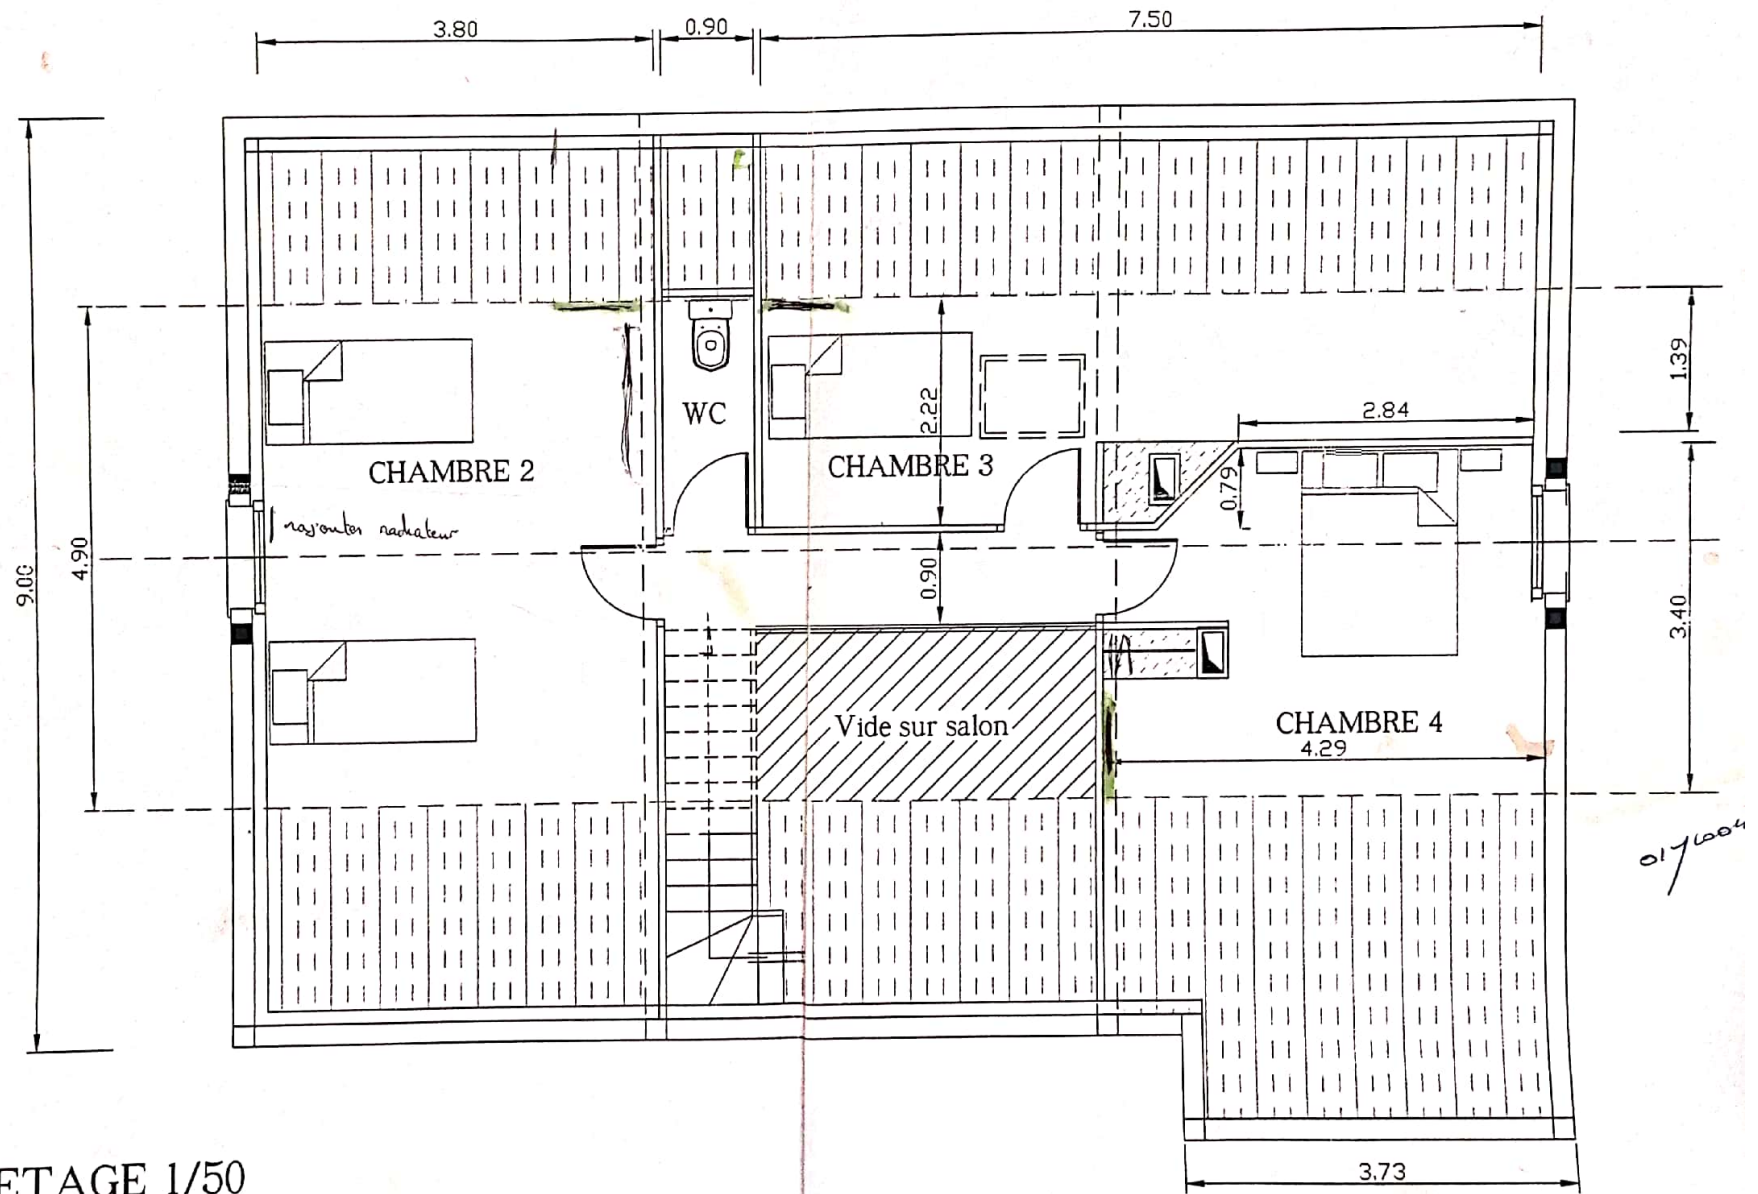 3.80
0.90
7.50
9.00
4.90
WC
2.22
1.39
2.84
CHAMBRE 2
CHAMBRE 3
0.79
rajouter radiateur
0.90
3.40
Vide sur salon
CHAMBRE 4
4.29
3.73
ETAGE 1/50